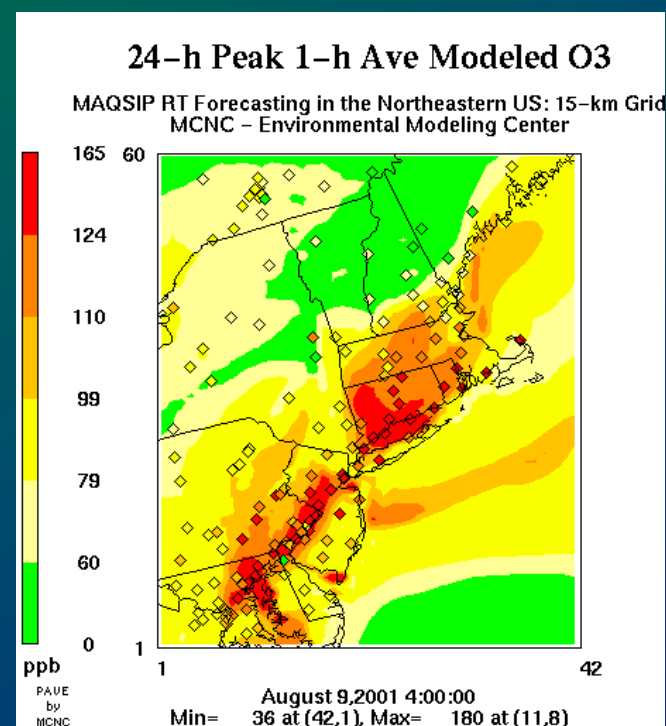 24-h Peak 1-h Ave Modeled O3
MAQSIP RT Forecasting in the Northeastern US: 15-km Grid
MCNC - Environmental Modeling Center
165
124
110
99
79
60
0
ppb
PAVE
by
MCNC
60
1
1
42
August 9,2001 4:00:00
Min= 36 at (42,1), Max= 180 at (11,8)